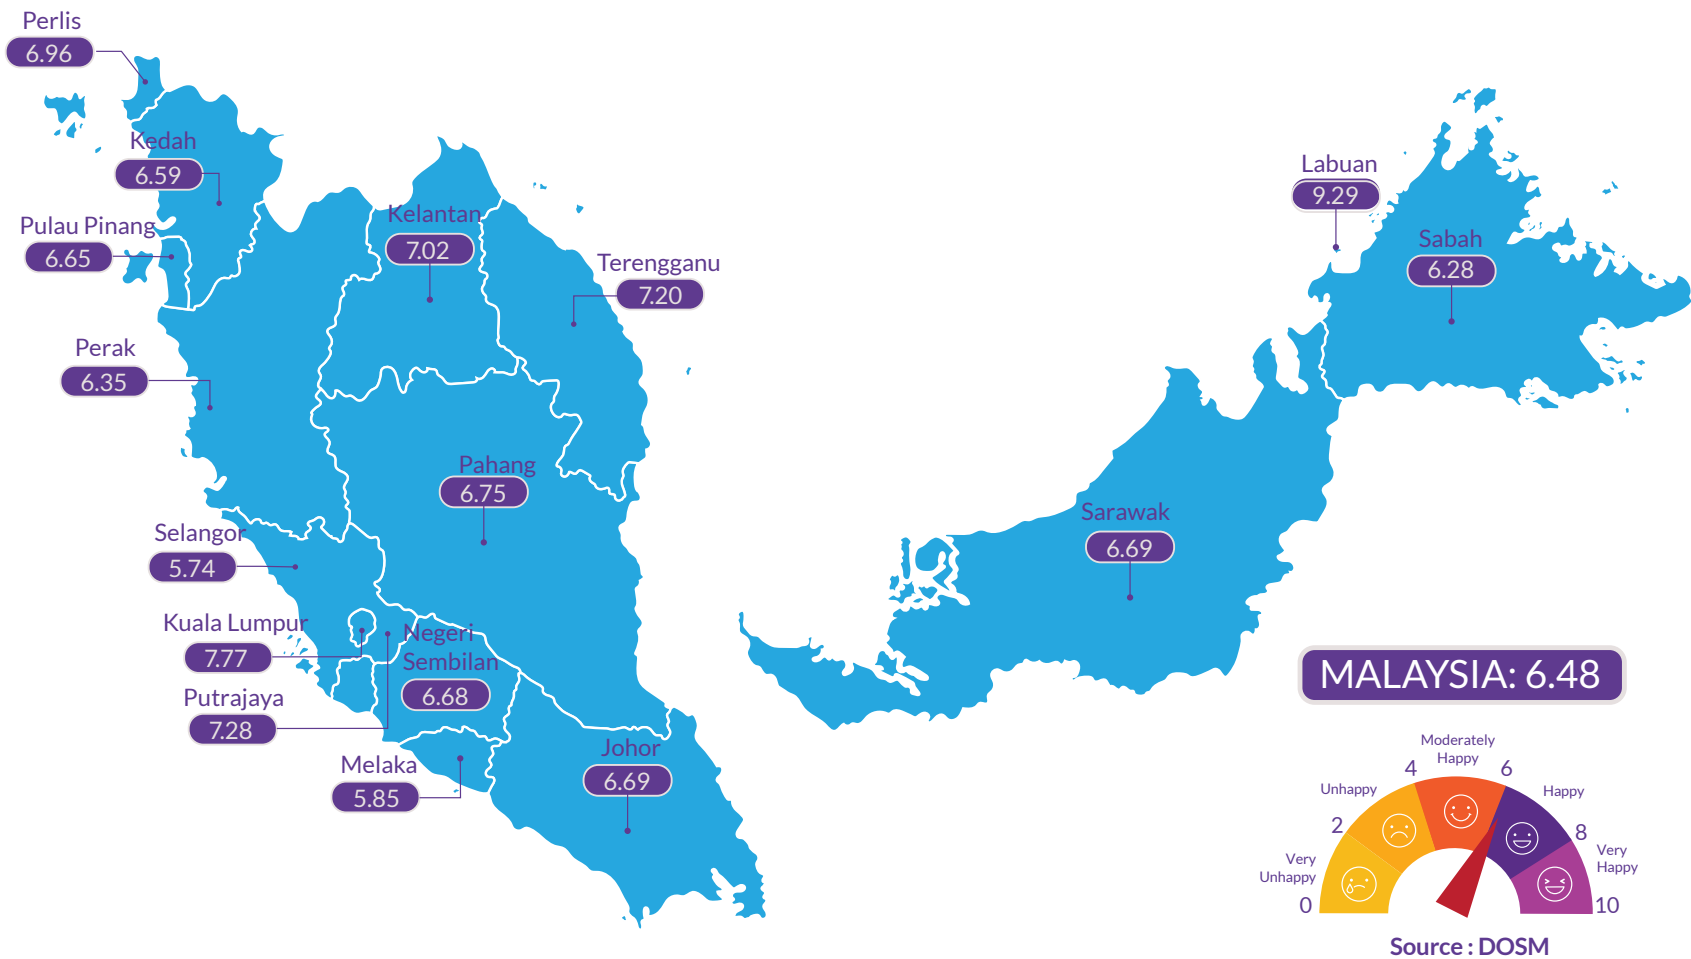 Perlis
6.96
Kedah
6.59
Pulau Pinang
6.65
Kelantan
7.02
Terengganu
7.20
Perak
6.35
Pahang
6.75
Selangor
5.74
Kuala Lumpur
7.77
Negeri
Sembilan
6.68
Putrajaya
7.28
Melaka
5.85
Johor
6.69
Labuan
9.29
Sabah
6.28
Sarawak
6.69
MALAYSIA: 6.48
Moderately
Happy
4
6
Unhappy
Happy
2
8
Very
Unhappy
Very
Happy
0
10
Source : DOSM